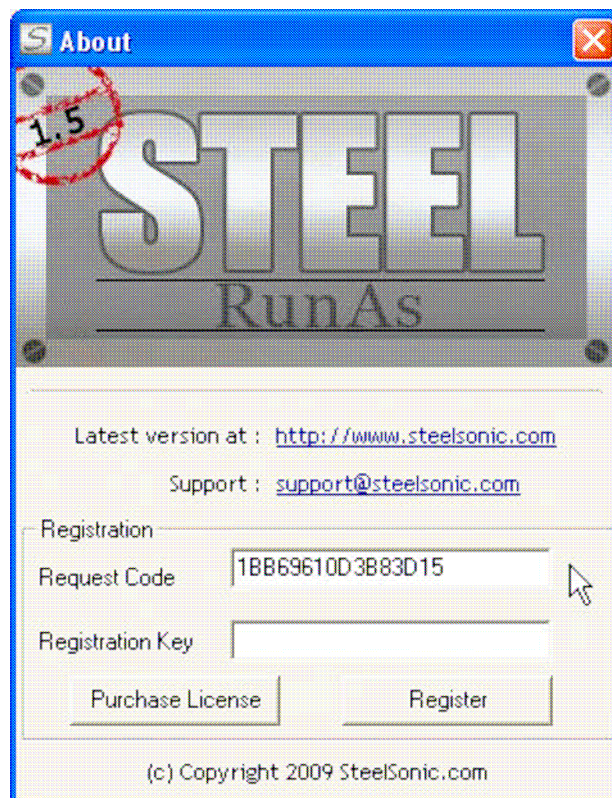 About
1.5
STEEL
RunAs
Latest version at : http://www.steelsonic.com
Support : support@steelsonic.com
Registration
Request Code 1BB69610D3B83D15
Registration Key
Purchase License Register
(c) Copyright 2009 SteelSonic.com